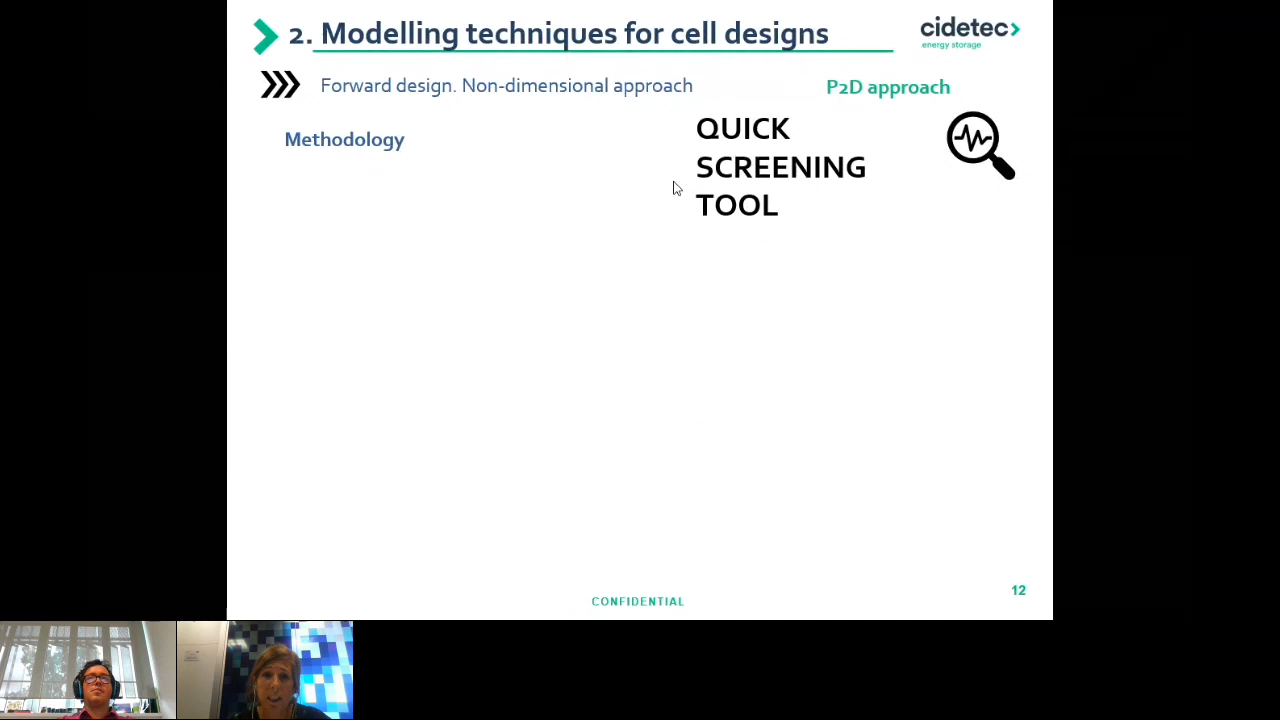 2. Modelling techniques for cell designs
cidetec
energy storage
Forward design. Non-dimensional approach
P2D approach
Methodology
QUICK
SCREENING
TOOL
12
CONFIDENTIAL